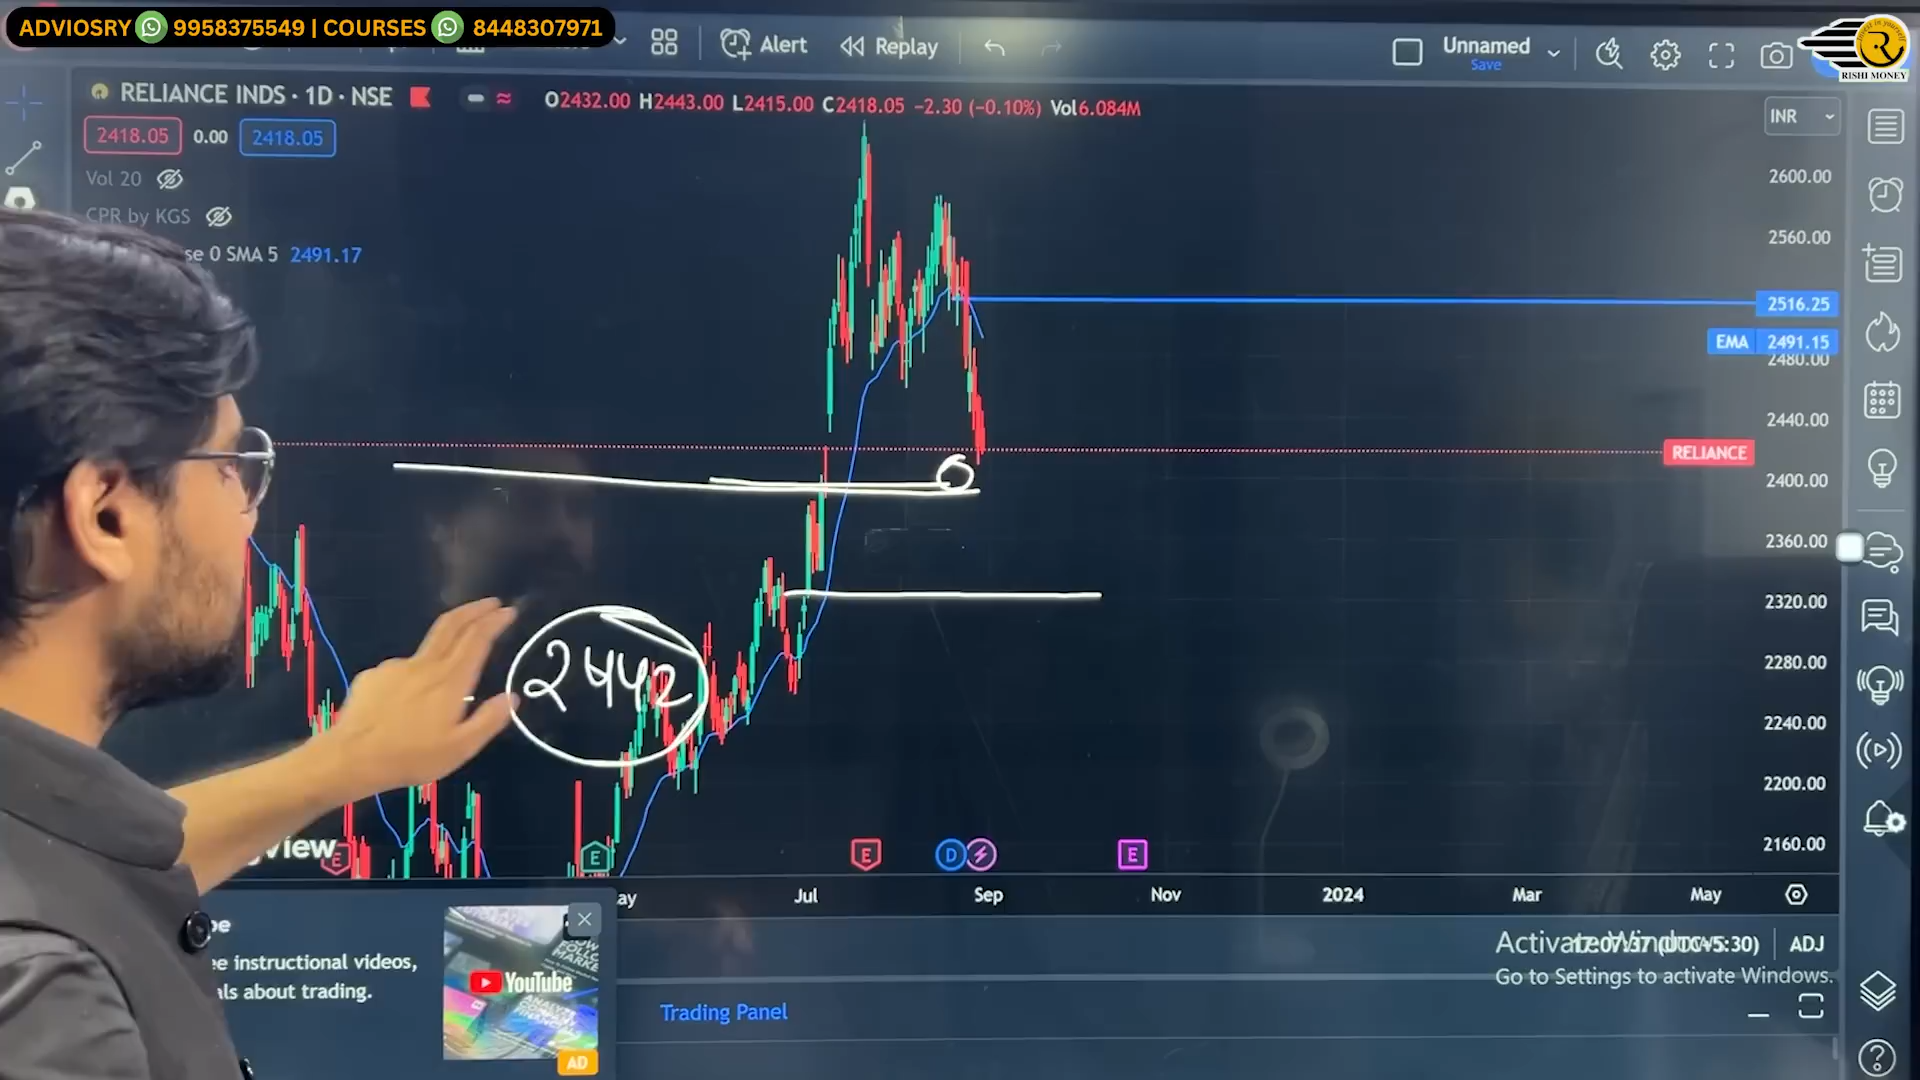 ADVIOSRY 9958375549 | COURSES 8448307971
Alert
Replay
Unnamed
Save
RISHI MONEY
RELIANCE INDS · 1D · NSE
O2432.00 H2443.00 L2415.00 C2418.05 −2.30 (−0.10%) Vol6.084M
INR
2418.05 0.00 2418.05
Vol 20
CPR by KGS
se 0 SMA 5 2491.17
2600.00
2560.00
2516.25
EMA 2491.15
2480.00
2440.00
RELIANCE
2400.00
2360.00
2320.00
2280.00
2240.00
2200.00
2160.00
2442
View
E
E
E
D
E
ay
Jul
Sep
Nov
2024
Mar
May
pe
ee instructional videos,
als about trading.
YouTube
AD
Trading Panel
17:07:37 (UTC+5:30)
ADJ
Activate Windows
Go to Settings to activate Windows.